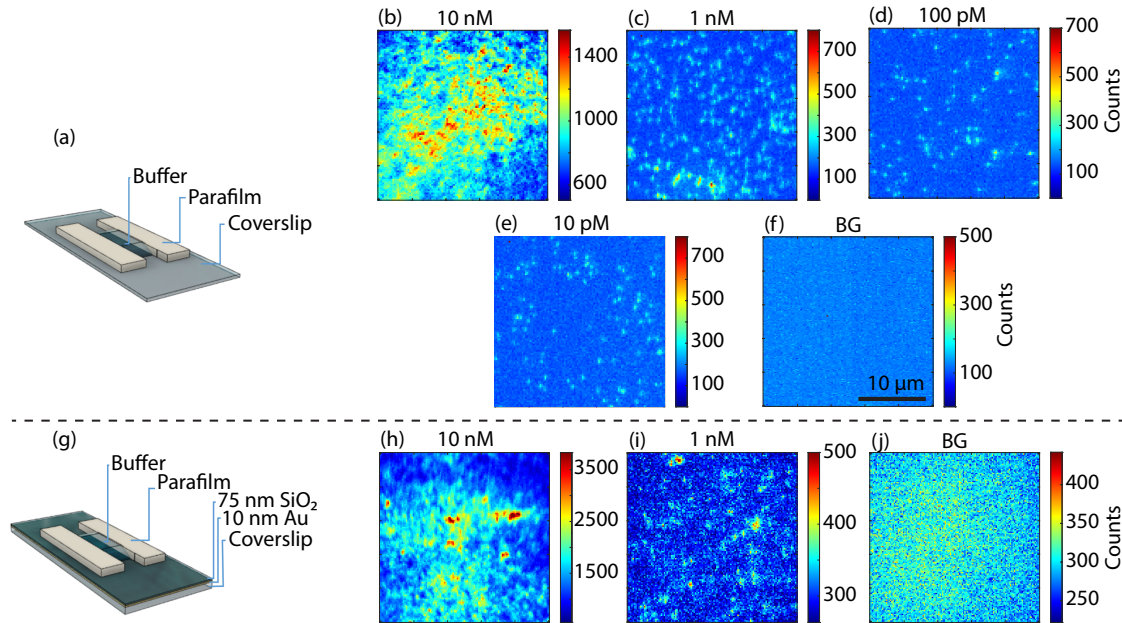 (a)
Buffer
Parafilm
Coverslip
(b) 10 nM
1400
1000
600
(c) 1 nM
700
500
300
100
(d) 100 pM
700
500
300
100
Counts
(e) 10 pM
700
500
300
100
(f) BG
10 μm
500
300
100
Counts
(g)
Buffer
Parafilm
75 nm SiO₂
10 nm Au
Coverslip
(h) 10 nM
3500
2500
1500
(i) 1 nM
500
400
300
(j) BG
400
350
300
250
Counts